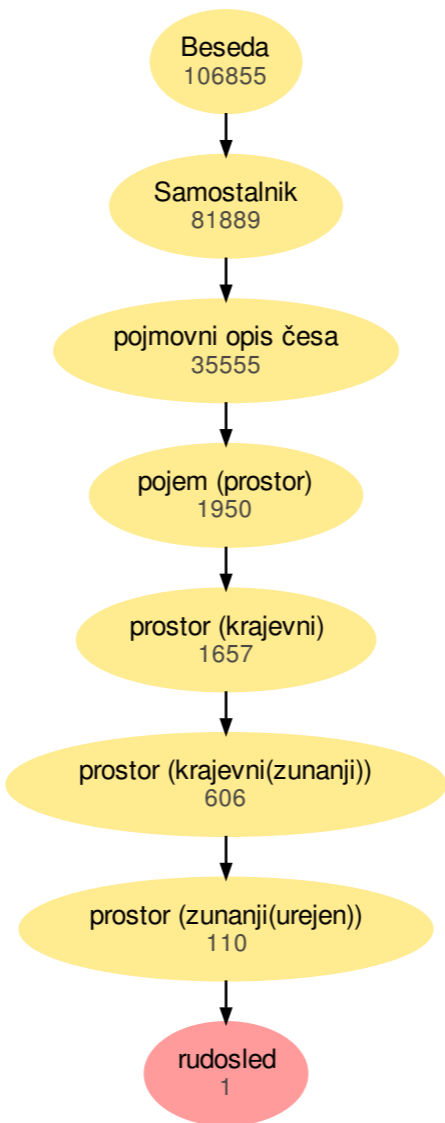 Beseda
106855
Samostalnik
81889
pojmovni opis česa
35555
pojem (prostor)
1950
prostor (krajevni)
1657
prostor (krajevni(zunanji))
606
prostor (zunanji(urejen))
110
rudosled
1